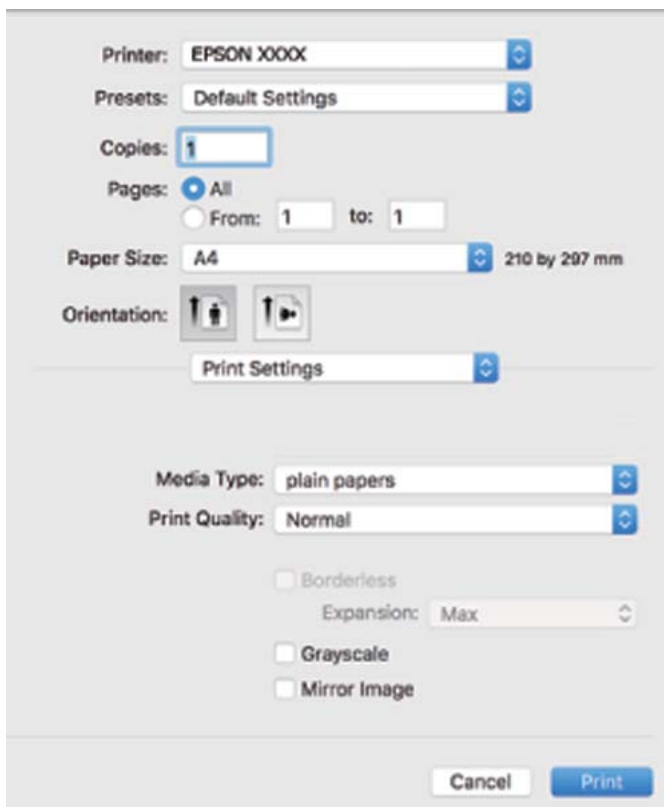 Printer: EPSON XXXX
Presets: Default Settings
Copies: 1
Pages: All
From: 1 to: 1
Paper Size: A4 210 by 297 mm
Orientation:
Print Settings
Media Type: plain papers
Print Quality: Normal
Borderless
Expansion: Max
Grayscale
Mirror Image
Cancel Print